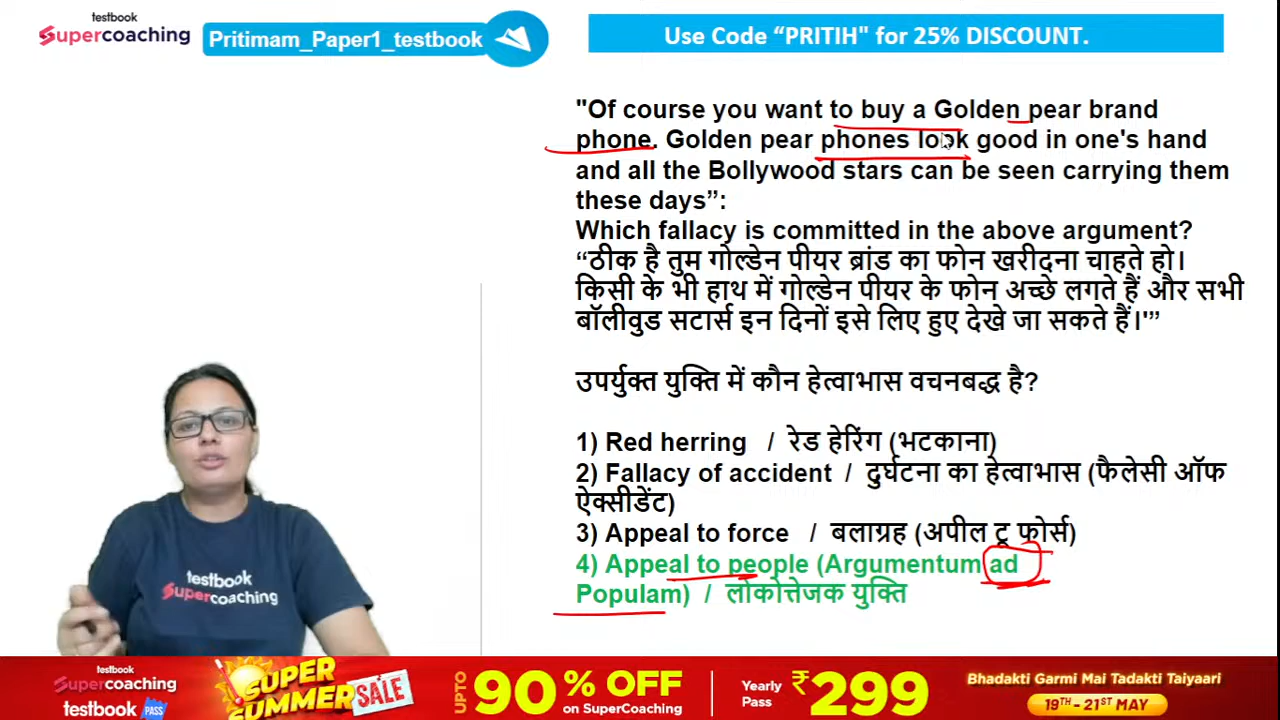 testbook
Supercoaching
Pritimam_Paper1_testbook
Use Code “PRITIH" for 25% DISCOUNT.
"Of course you want to buy a Golden pear brand
phone. Golden pear phones look good in one's hand
and all the Bollywood stars can be seen carrying them
these days”:
Which fallacy is committed in the above argument?
“ठीक है तुम गोल्डेन पीयर ब्रांड का फोन खरीदना चाहते हो।
किसी के भी हाथ में गोल्डेन पीयर के फोन अच्छे लगते हैं और सभी
बॉलीवुड सटार्स इन दिनों इसे लिए हुए देखे जा सकते हैं।'”
उपर्युक्त युक्ति में कौन हेत्वाभास वचनबद्ध है?
1) Red herring / रेड हेरिंग (भटकाना)
2) Fallacy of accident / दुर्घटना का हेत्वाभास (फैलेसी ऑफ
ऐक्सीडेंट)
3) Appeal to force / बलाग्रह (अपील टू फोर्स)
4) Appeal to people (Argumentum ad
Populam) / लोकोत्तेजक युक्ति
testbook
Supercoaching
testbook
Supercoaching
testbook PASS
SUPER
SUMMER SALE
UPTO 90% OFF
on SuperCoaching
Yearly
Pass ₹299
Bhadakti Garmi Mai Tadakti Taiyaari
19TH - 21ST MAY